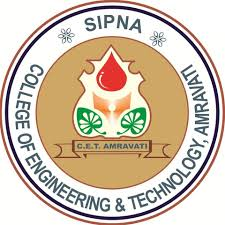 SIPNA
COLLEGE OF ENGINEERING & TECHNOLOGY, AMRAVATI
C.E.T. AMRAVATI